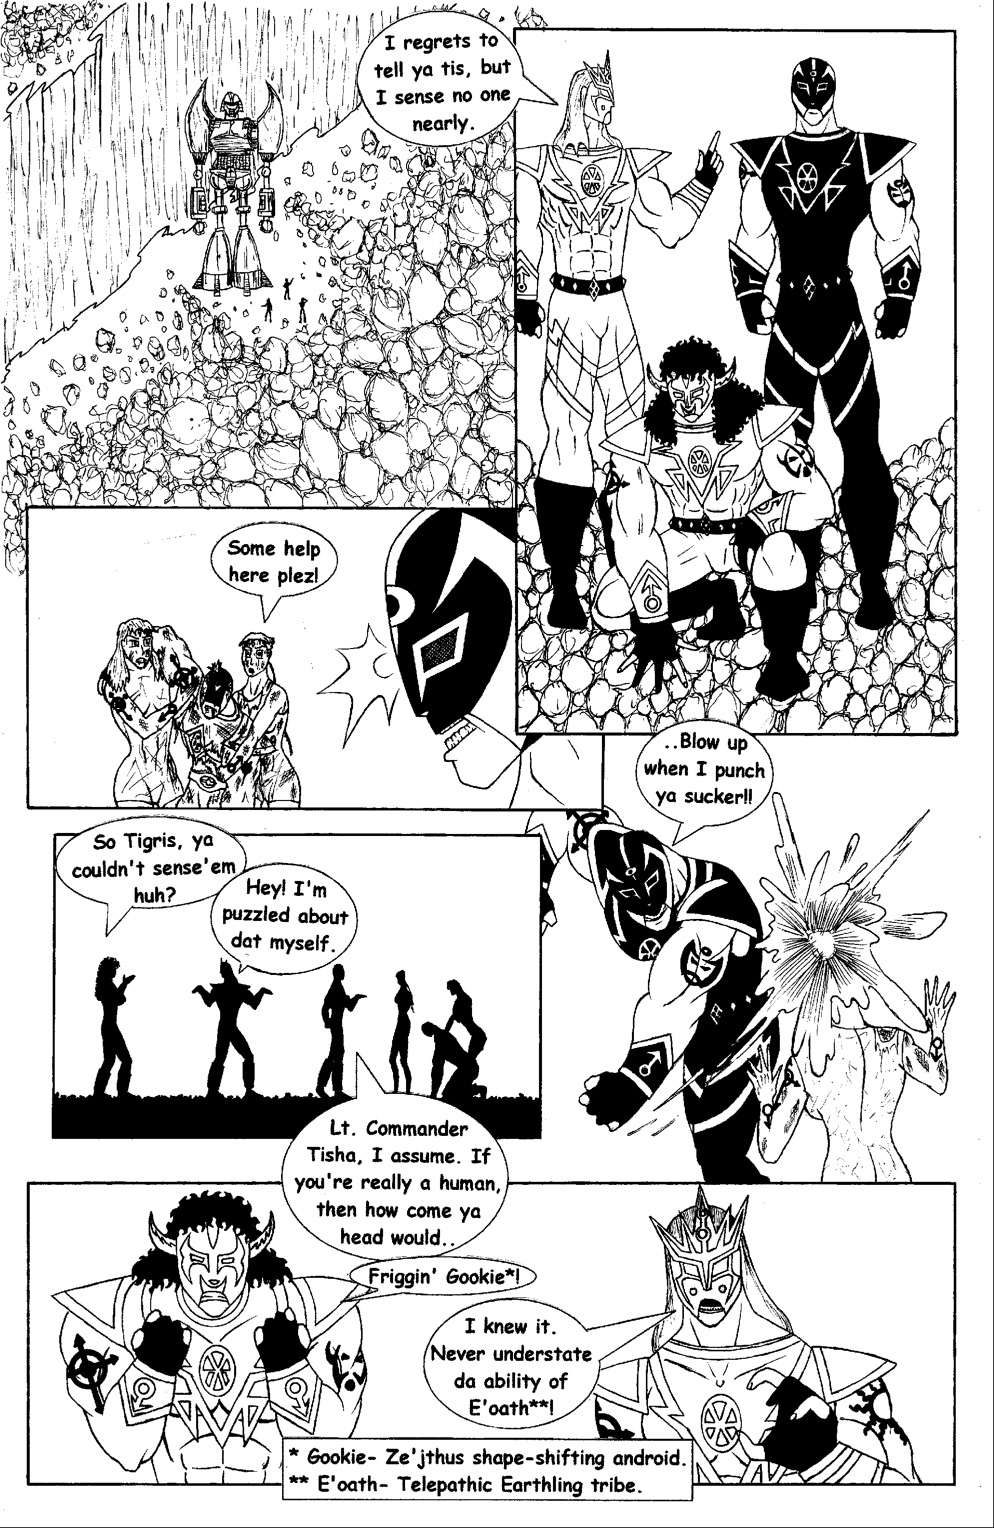 I regrets to
tell ya tis, but
I sense no one
nearly.
Some help
here plez!
So Tigris, ya
couldn't sense'em
huh?
Hey! I'm
puzzled about
dat myself.
Lt. Commander
Tisha, I assume. If
you're really a human,
then how come ya
head would..
..Blow up
when I punch
ya sucker!!
Friggin' Gookie*!
I knew it.
Never understate
da ability of
E'oath**!
* Gookie- Ze'jthus shape-shifting android.
** E'oath- Telepathic Earthling tribe.